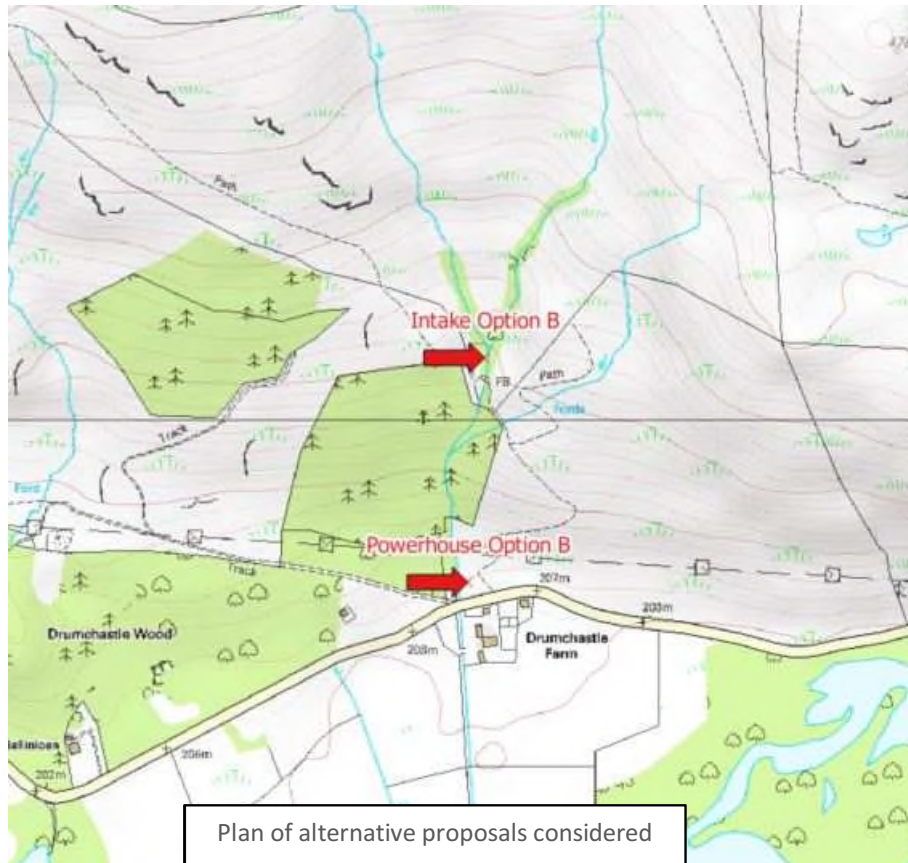 Path
Intake Option B
FB
Path
Fords
Track
Ford
Powerhouse Option B
Track
207m
203m
Drumchastle Wood
208m
Drumchastle
Farm
206m
202m
Plan of alternative proposals considered